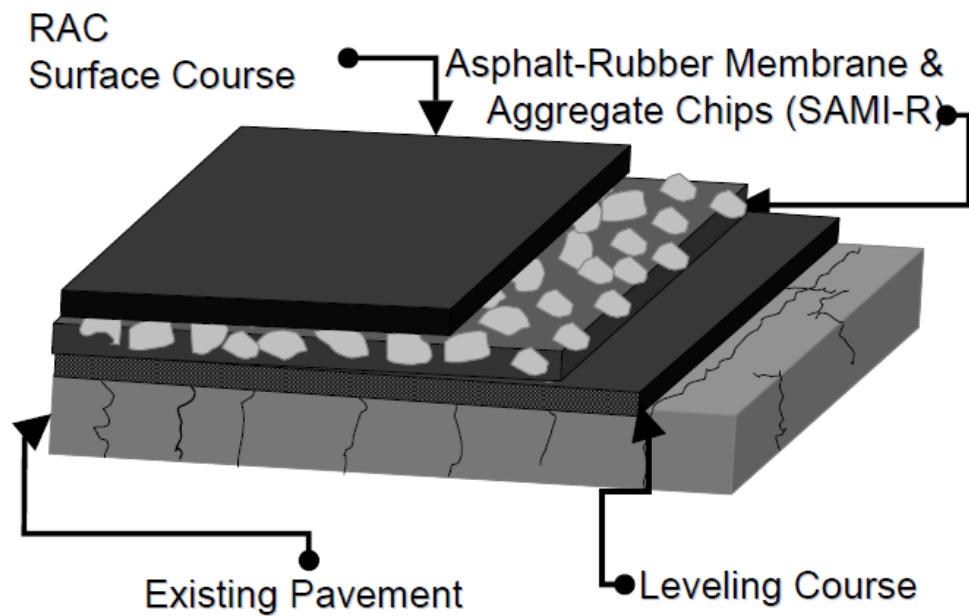 RAC
Surface Course
Asphalt-Rubber Membrane &
Aggregate Chips (SAMI-R)
Existing Pavement
Leveling Course